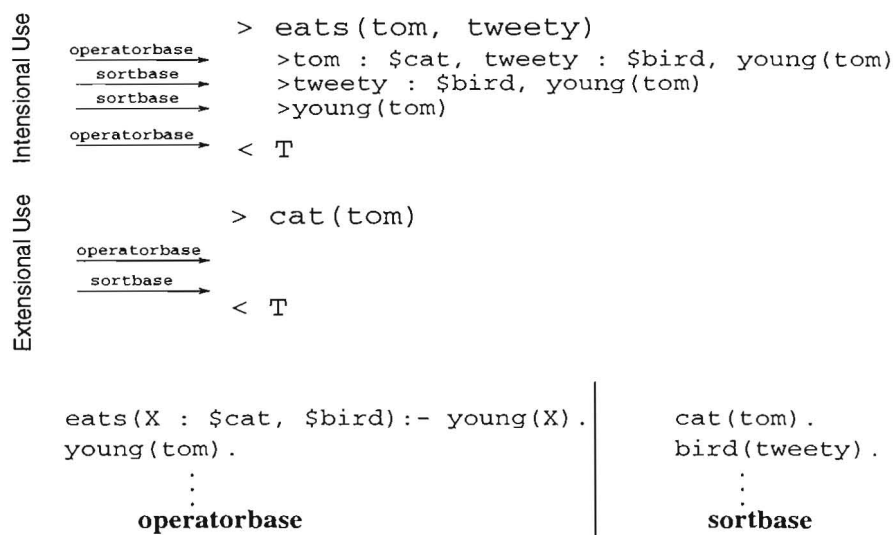 Intensional Use
> eats(tom, tweety)
operatorbase
>tom : $cat, tweety : $bird, young(tom)
sortbase
>tweety : $bird, young(tom)
sortbase
>young(tom)
operatorbase
< T
Extensional Use
> cat(tom)
operatorbase
sortbase
< T
eats(X : $cat, $bird):- young(X).
cat(tom).
young(tom).
bird(tweety).
operatorbase
sortbase